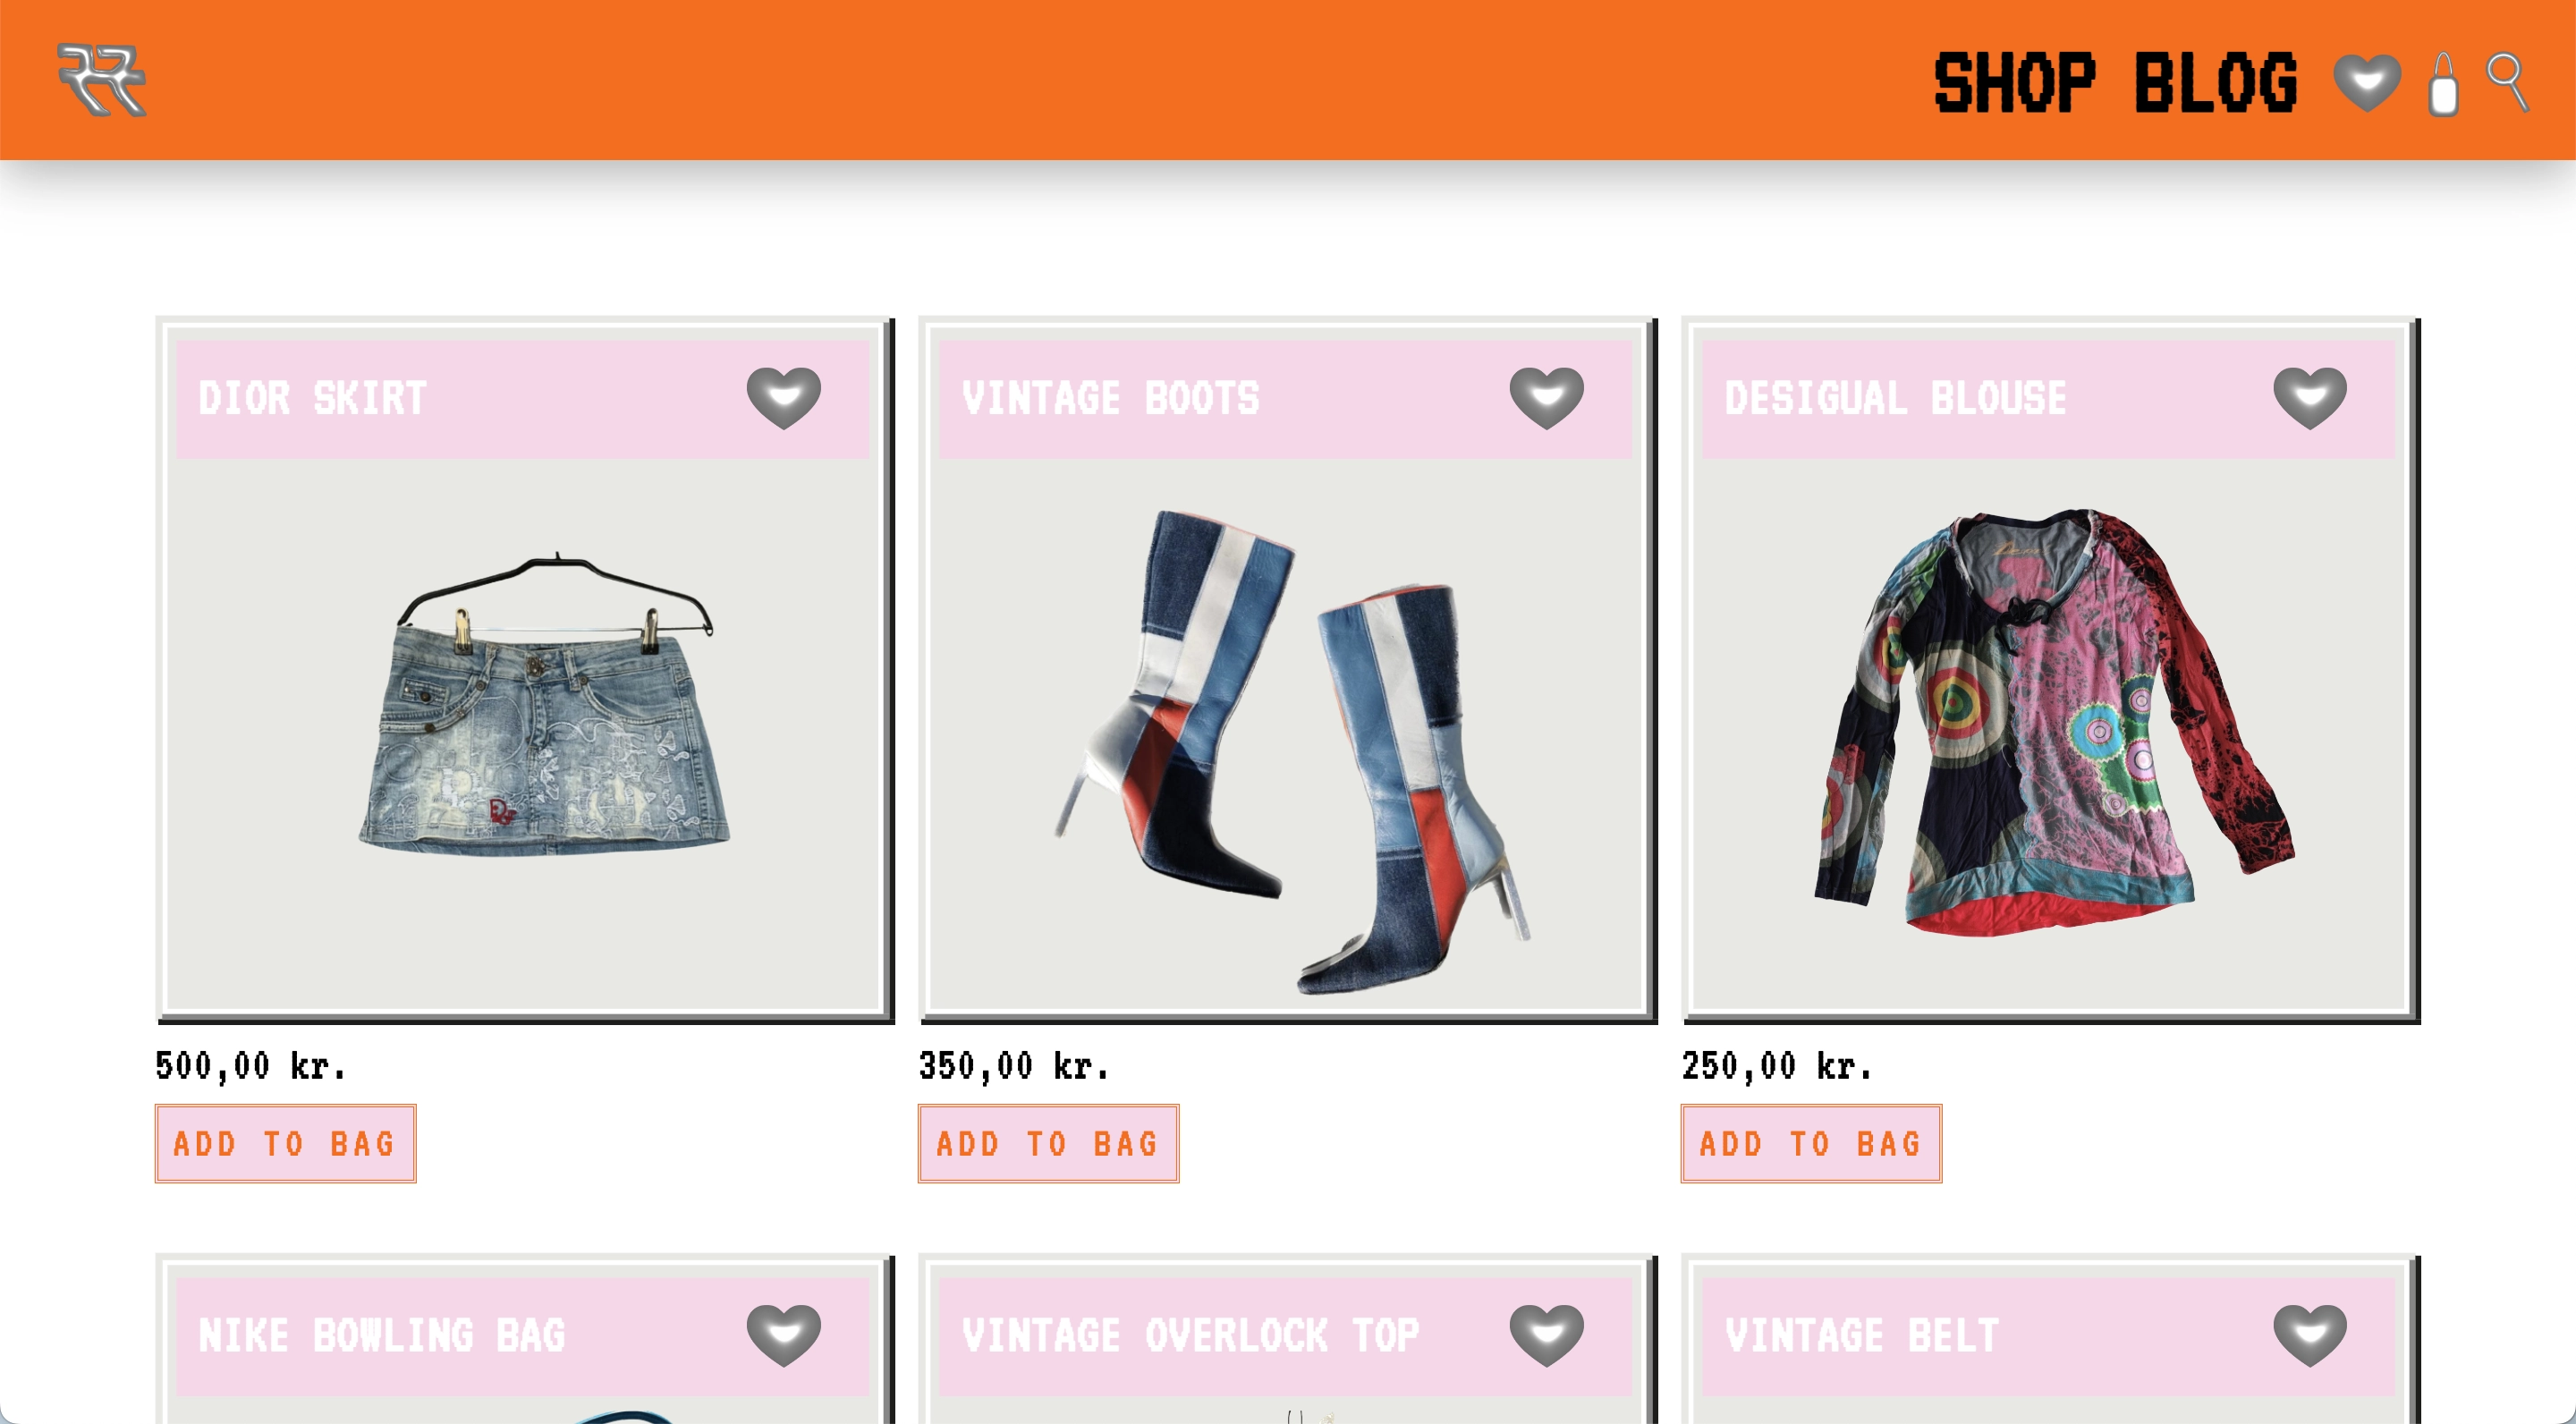 SHOP BLOG
DIOR SKIRT
VINTAGE BOOTS
DESIGUAL BLOUSE
500,00 kr.
350,00 kr.
250,00 kr.
ADD TO BAG
ADD TO BAG
ADD TO BAG
NIKE BOWLING BAG
VINTAGE OVERLOCK TOP
VINTAGE BELT